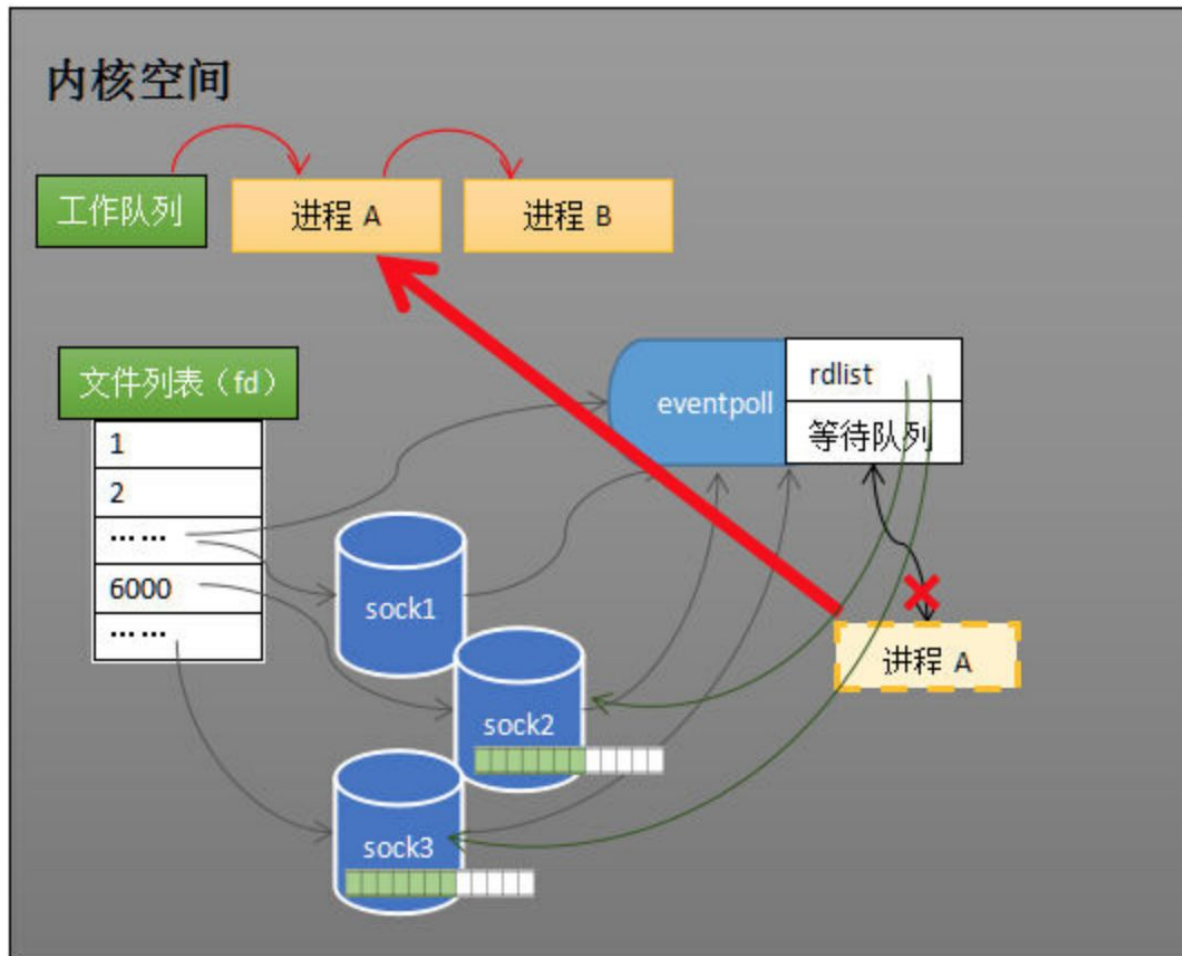 内核空间
工作队列
进程 A
进程 B
文件列表（fd）
1
2
……
6000
……
eventpoll
rdlist
等待队列
sock1
sock2
sock3
进程 A